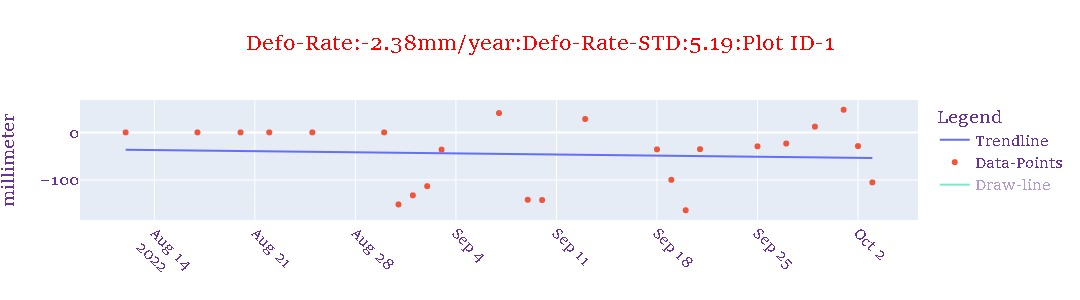 Defo-Rate:-2.38mm/year:Defo-Rate-STD:5.19:Plot ID-1
millimeter
0
−100
Aug 14
2022
Aug 21
Aug 28
Sep 4
Sep 11
Sep 18
Sep 25
Oct 2
Legend
Trendline
Data-Points
Draw-line